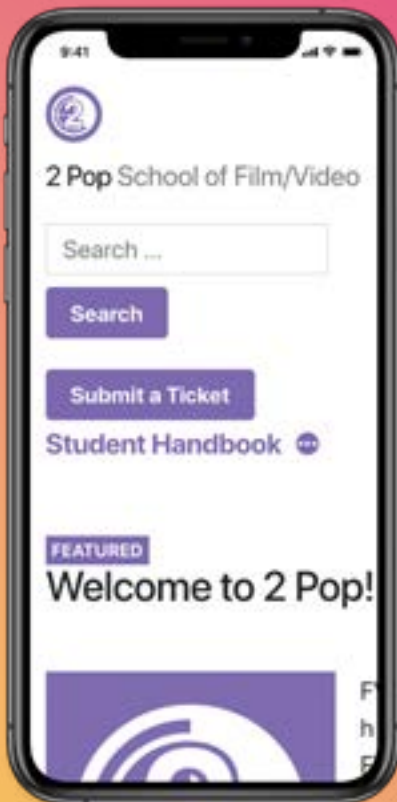 9:41
2
2 Pop School of Film/Video
Search ...
Search
Submit a Ticket
Student Handbook
FEATURED
Welcome to 2 Pop!